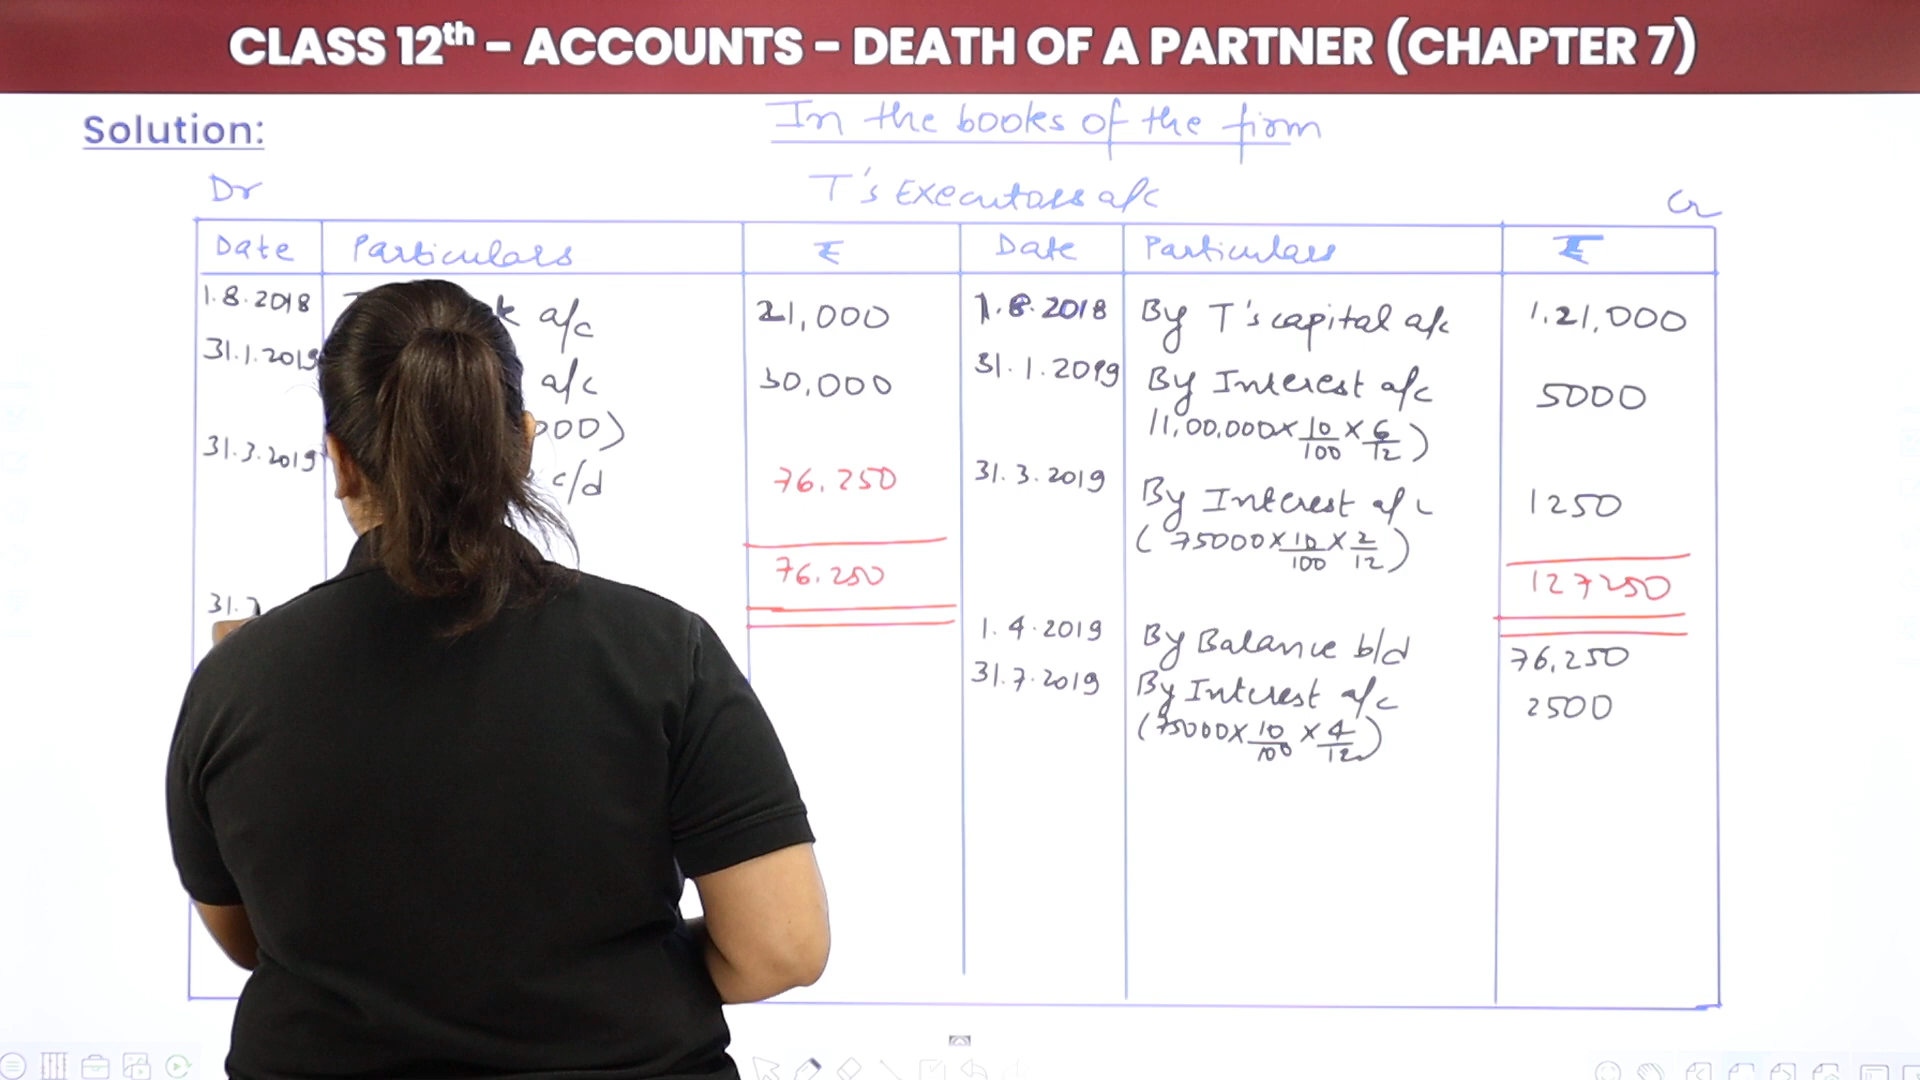 CLASS 12th – ACCOUNTS – DEATH OF A PARTNER (CHAPTER 7)
Solution:
In the books of the firm
Dr
T's Executors a/c
Cr
Date Particulars ₹ Date Particulars ₹
1.8.2018 a/c 21,000 1.8.2018 By T's capital a/c 1,21,000
31.1.2019 a/c 30,000 31.1.2019 By Interest a/c 5000
000) 11,00,000×10/100×6/12)
31.3.2019 c/d 76,250 31.3.2019 By Interest a/c 1250
(75000×10/100×2/12)
76,250 127250
1.4.2019 By Balance b/d 76,250
31.7 31.7.2019 By Interest a/c 2500
(75000×10/100×4/12)